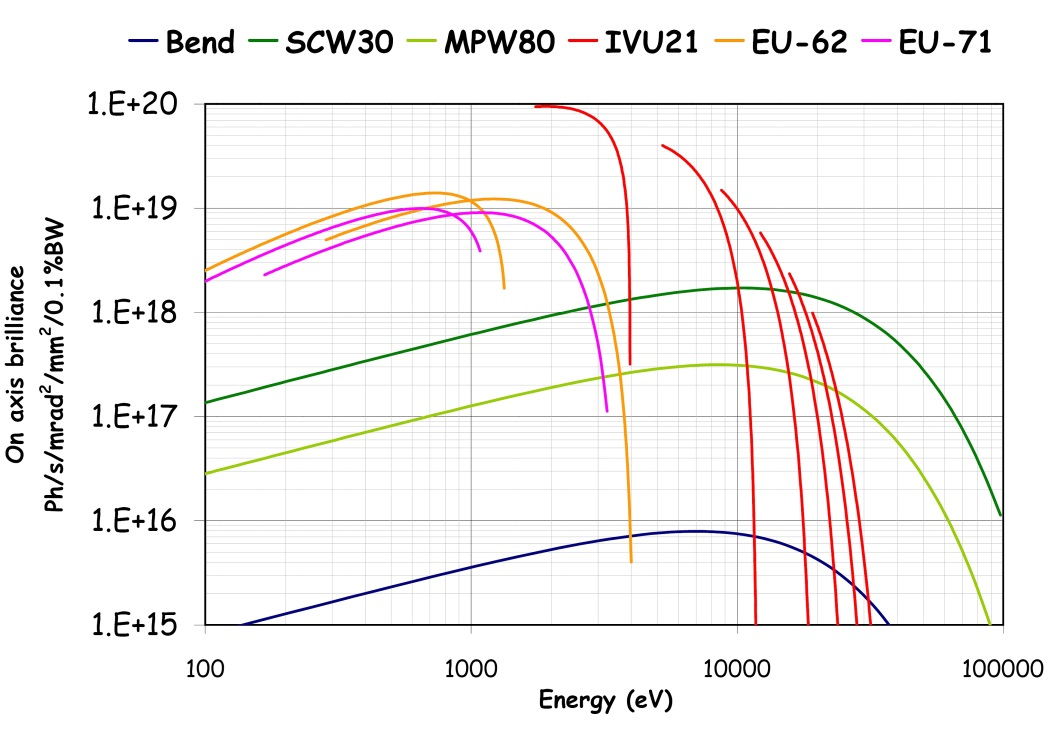 Bend SCW30 MPW80 IVU21 EU-62 EU-71
1.E+20
1.E+19
1.E+18
1.E+17
1.E+16
1.E+15
On axis brilliance
Ph/s/mrad²/mm²/0.1%BW
100 1000 10000 100000
Energy (eV)